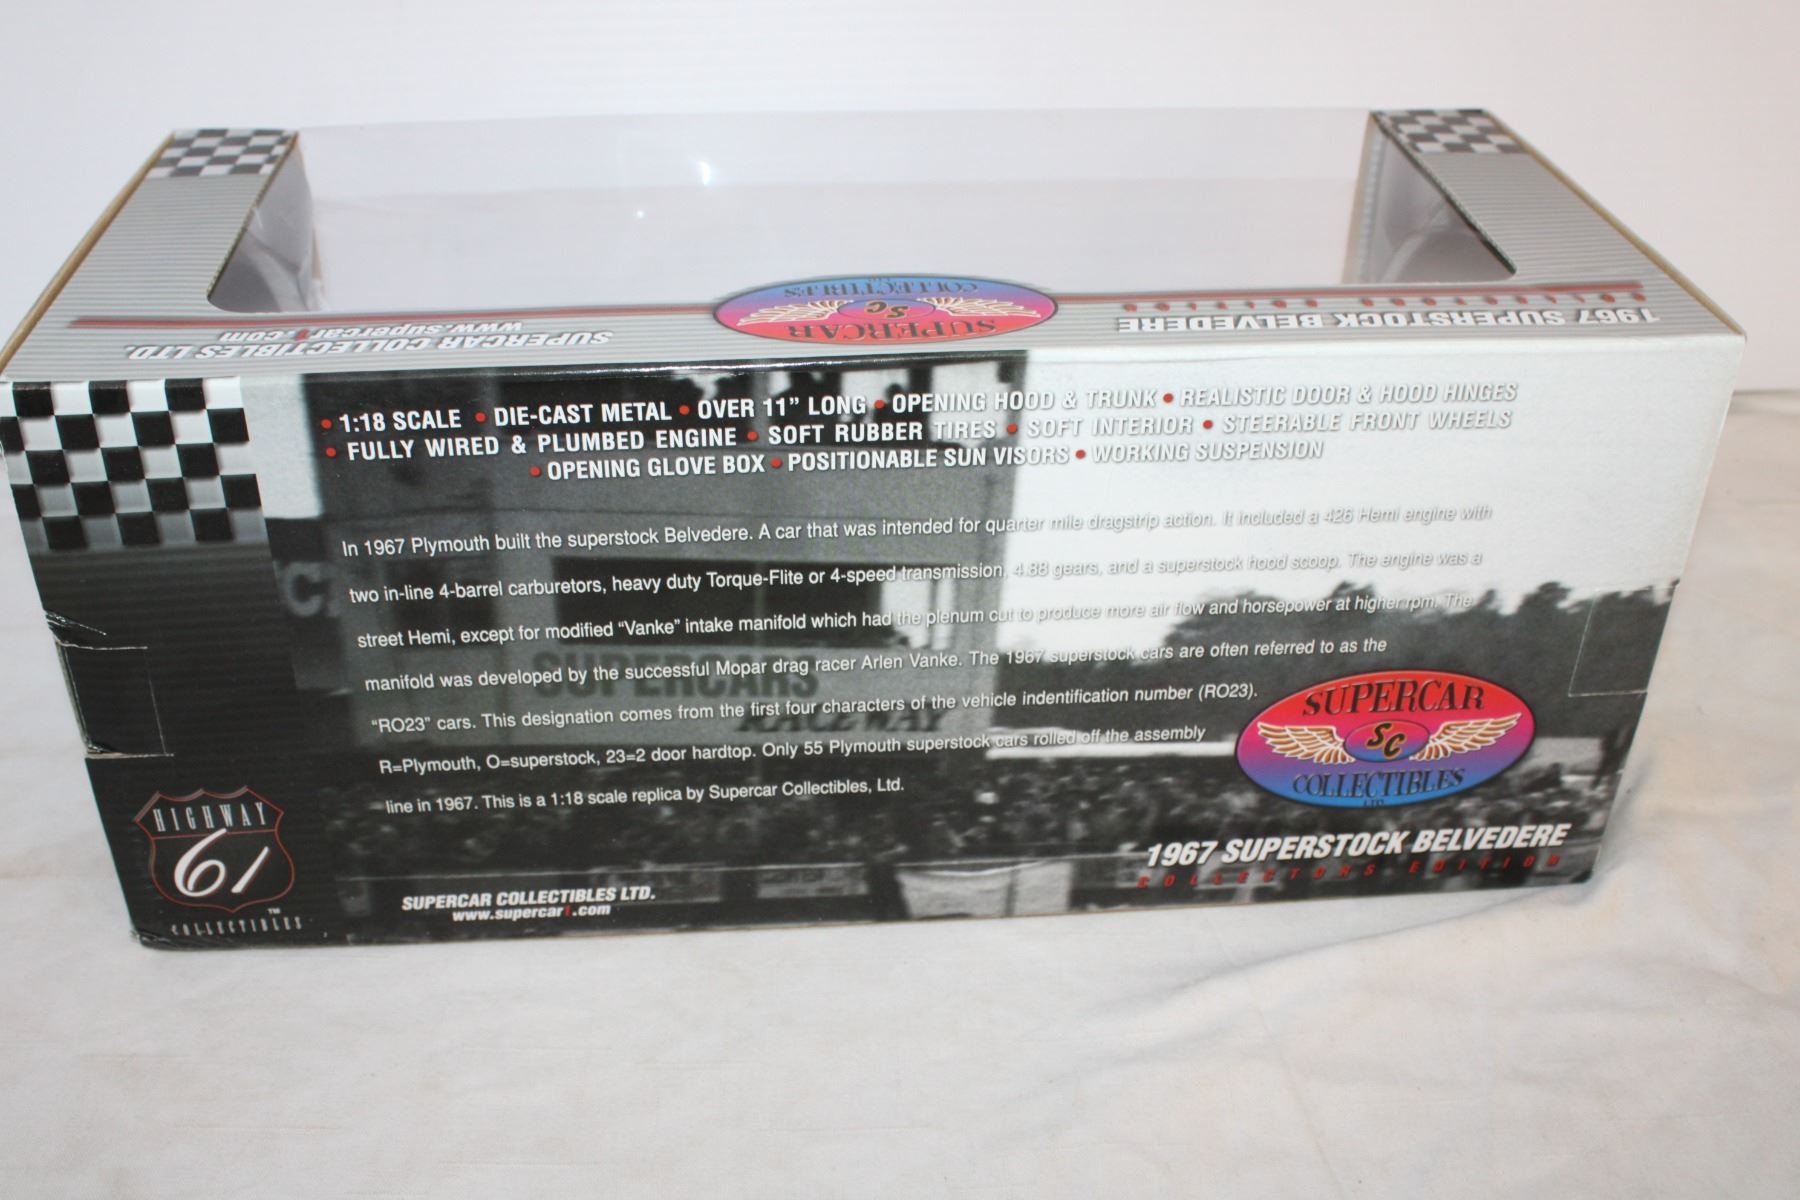 SUPERCAR
SC
COLLECTIBLES
1967 SUPERSTOCK BELVEDERE
COLLECTORS EDITION
SUPERCAR COLLECTIBLES LTD.
www.supercar1.com
• 1:18 SCALE • DIE-CAST METAL • OVER 11” LONG • OPENING HOOD & TRUNK • REALISTIC DOOR & HOOD HINGES
• FULLY WIRED & PLUMBED ENGINE • SOFT RUBBER TIRES • SOFT INTERIOR • STEERABLE FRONT WHEELS
• OPENING GLOVE BOX • POSITIONABLE SUN VISORS • WORKING SUSPENSION
In 1967 Plymouth built the superstock Belvedere. A car that was intended for quarter mile dragstrip action. It included a 426 Hemi engine with
two in-line 4-barrel carburetors, heavy duty Torque-Flite or 4-speed transmission, 4.88 gears, and a superstock hood scoop. The engine was a
street Hemi, except for modified “Vanke” intake manifold which had the plenum cut to produce more air flow and horsepower at higher rpm. The
manifold was developed by the successful Mopar drag racer Arlen Vanke. The 1967 superstock cars are often referred to as the
“RO23” cars. This designation comes from the first four characters of the vehicle indentification number (RO23).
R=Plymouth, O=superstock, 23=2 door hardtop. Only 55 Plymouth superstock cars rolled off the assembly
line in 1967. This is a 1:18 scale replica by Supercar Collectibles, Ltd.
SUPERCARS
RACEWAY
SUPERCAR
SC
COLLECTIBLES
LTD.
HIGHWAY
61
COLLECTIBLES™
SUPERCAR COLLECTIBLES LTD.
www.supercar1.com
1967 SUPERSTOCK BELVEDERE
COLLECTORS EDITION